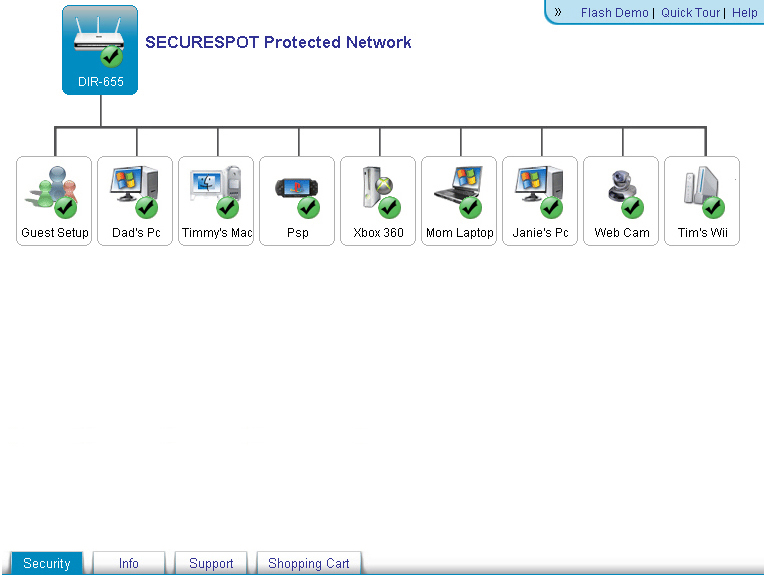 » Flash Demo | Quick Tour | Help
SECURESPOT Protected Network
DIR-655
Guest Setup
Dad's Pc
Timmy's Mac
Psp
Xbox 360
Mom Laptop
Janie's Pc
Web Cam
Tim's Wii
Security
Info
Support
Shopping Cart